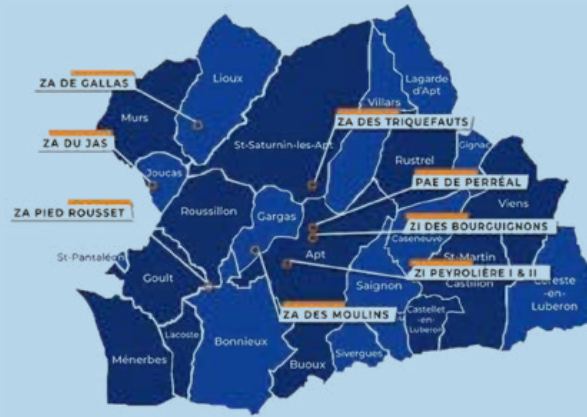 Lioux
Lagarde
d'Apt
ZA DE GALLAS
Villars
Murs
ZA DES TRIQUEFAUTS
ZA DU JAS
St-Saturnin-les-Apt
Gignac
Rustrel
Joucas
PAE DE PERRÉAL
Viens
ZA PIED ROUSSET
Roussillon
Gargas
ZI DES BOURGUIGNONS
Caseneuve
St-Pantaléon
Apt
St-Martin
ZI PEYROLIÈRE I & II
Goult
Saignon
Castillon
Céreste
-en-
Luberon
ZA DES MOULINS
Castellet
-en-
Luberon
Lacoste
Bonnieux
Ménerbes
Buoux
Sivergues